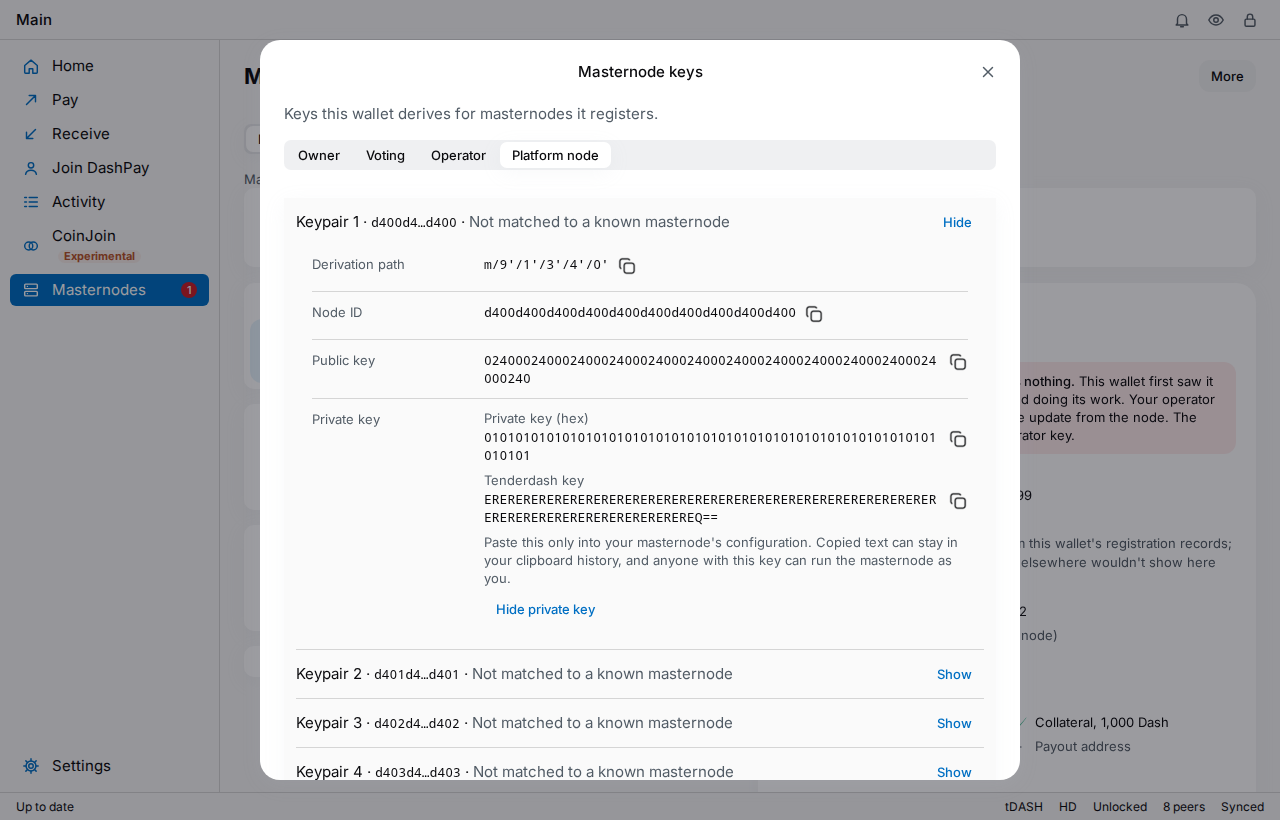 Main
Home
Pay
Receive
Join DashPay
Activity
CoinJoin
Experimental
Masternodes
1
Settings
More
Masternode keys
Keys this wallet derives for masternodes it registers.
Owner
Voting
Operator
Platform node
Keypair 1 · d400d4…d400 · Not matched to a known masternode
Hide
Derivation path
m/9'/1'/3'/4'/0'
Node ID
d400d400d400d400d400d400d400d400d400d400
Public key
0240002400024000240002400024000240002400024000240002400024
000240
Private key
Private key (hex)
0101010101010101010101010101010101010101010101010101010101
010101
Tenderdash key
ERERERERERERERERERERERERERERERERERERERERERERERERERERERERER
EREREREREREREREREREREREREREQ==
Paste this only into your masternode's configuration. Copied text can stay in
your clipboard history, and anyone with this key can run the masternode as
you.
Hide private key
Keypair 2 · d401d4…d401 · Not matched to a known masternode
Show
Keypair 3 · d402d4…d402 · Not matched to a known masternode
Show
Keypair 4 · d403d4…d403 · Not matched to a known masternode
Show
nothing. This wallet first saw it
doing its work. Your operator
update from the node. The
key.
this wallet's registration records;
elsewhere wouldn't show here
node)
Collateral, 1,000 Dash
Payout address
Up to date
tDASH
HD
Unlocked
8 peers
Synced